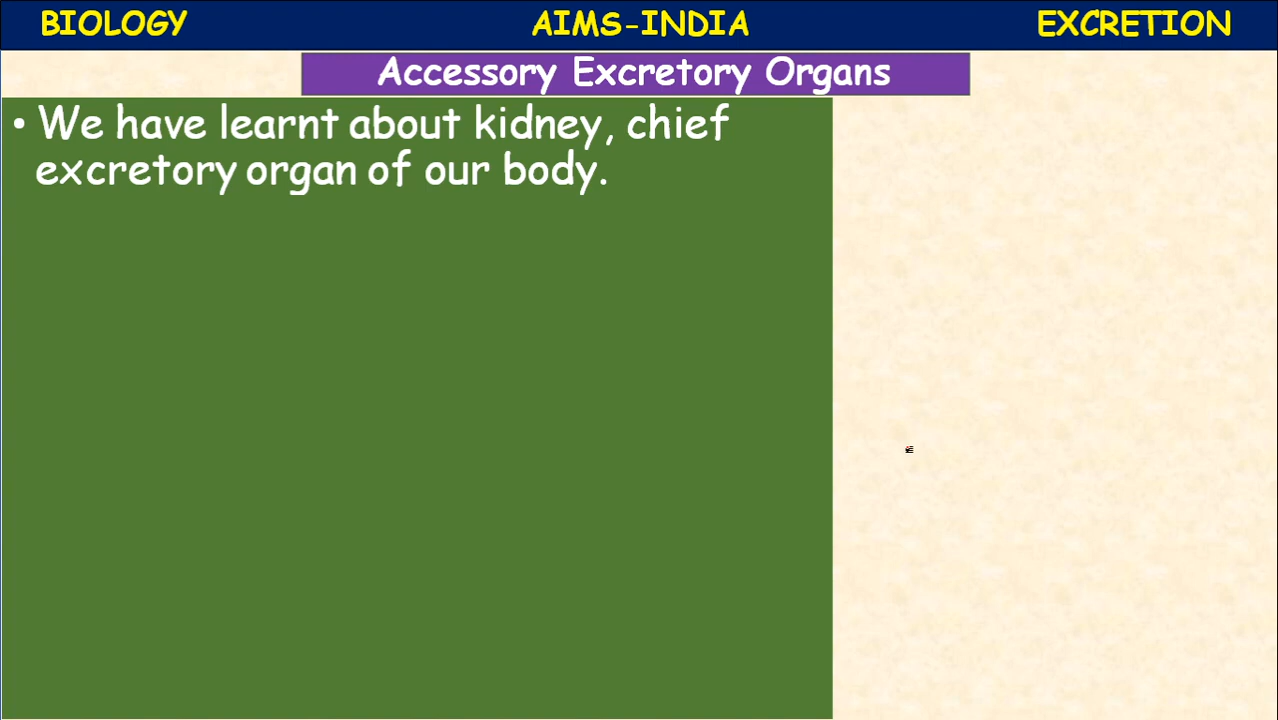 BIOLOGY AIMS-INDIA EXCRETION
Accessory Excretory Organs
• We have learnt about kidney, chief
excretory organ of our body.